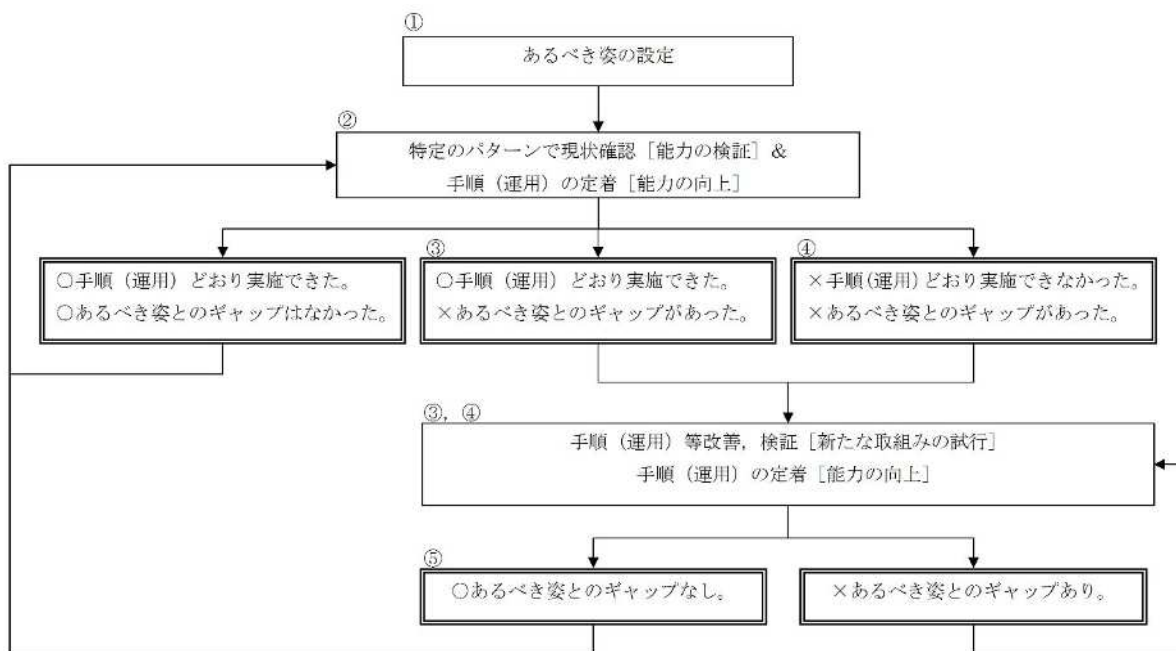 ①
あるべき姿の設定
②
特定のパターンで現状確認［能力の検証］＆
手順（運用）の定着［能力の向上］
○手順（運用）どおり実施できた。
○あるべき姿とのギャップはなかった。
③
○手順（運用）どおり実施できた。
×あるべき姿とのギャップがあった。
④
×手順(運用)どおり実施できなかった。
×あるべき姿とのギャップがあった。
③，④
手順（運用）等改善，検証［新たな取組みの試行］
手順（運用）の定着［能力の向上］
⑤
○あるべき姿とのギャップなし。
×あるべき姿とのギャップあり。